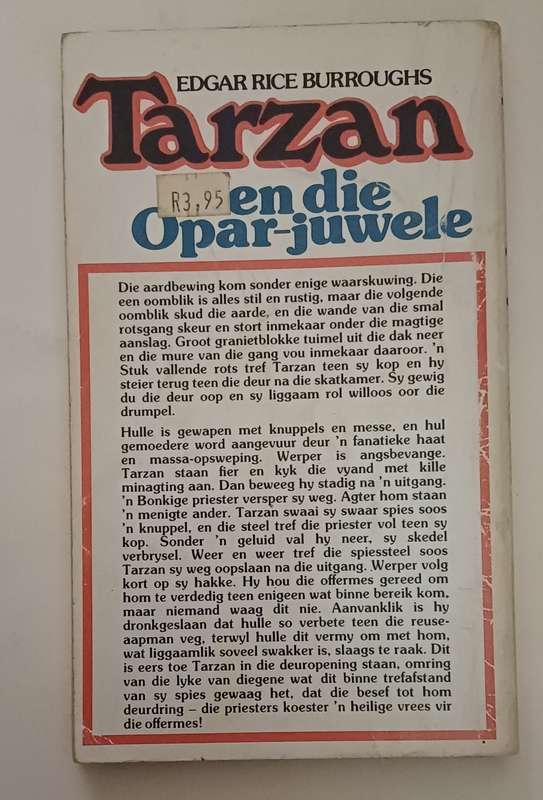 EDGAR RICE BURROUGHS
Tarzan
R3,95
en die
Opar-juwele
Die aardbewing kom sonder enige waarskuwing. Die
een oomblik is alles stil en rustig, maar die volgende
oomblik skud die aarde, en die wande van die smal
rotsgang skeur en stort inmekaar onder die magtige
aanslag. Groot granietblokke tuimel uit die dak neer
en die mure van die gang vou inmekaar daaroor. 'n
Stuk vallende rots tref Tarzan teen sy kop en hy
steier terug teen die deur na die skatkamer. Sy gewig
du die deur oop en sy liggaam rol willoos oor die
drumpel.
Hulle is gewapen met knuppels en messe, en hul
gemoedere word aangevuur deur 'n fanatieke haat
en massa-opsweping. Werper is angsbevange.
Tarzan staan fier en kyk die vyand met kille
minagting aan. Dan beweeg hy stadig na 'n uitgang.
'n Bonkige priester versper sy weg. Agter hom staan
'n menigte ander. Tarzan swaai sy swaar spies soos
'n knuppel, en die steel tref die priester vol teen sy
kop. Sonder 'n geluid val hy neer, sy skedel
verbrysel. Weer en weer tref die spiessteel soos
Tarzan sy weg oopslaan na die uitgang. Werper volg
kort op sy hakke. Hy hou die offermes gereed om
hom te verdedig teen enigeen wat binne bereik kom,
maar niemand waag dit nie. Aanvanklik is hy
dronkgeslaan dat hulle so verbete teen die reuse-
aapman veg, terwyl hulle dit vermy om met hom,
wat liggaamlik soveel swakker is, slaags te raak. Dit
is eers toe Tarzan in die deuropening staan, omring
van die lyke van diegene wat dit binne trefafstand
van sy spies gewaag het, dat die besef tot hom
deurdring – die priesters koester 'n heilige vrees vir
die offermes!